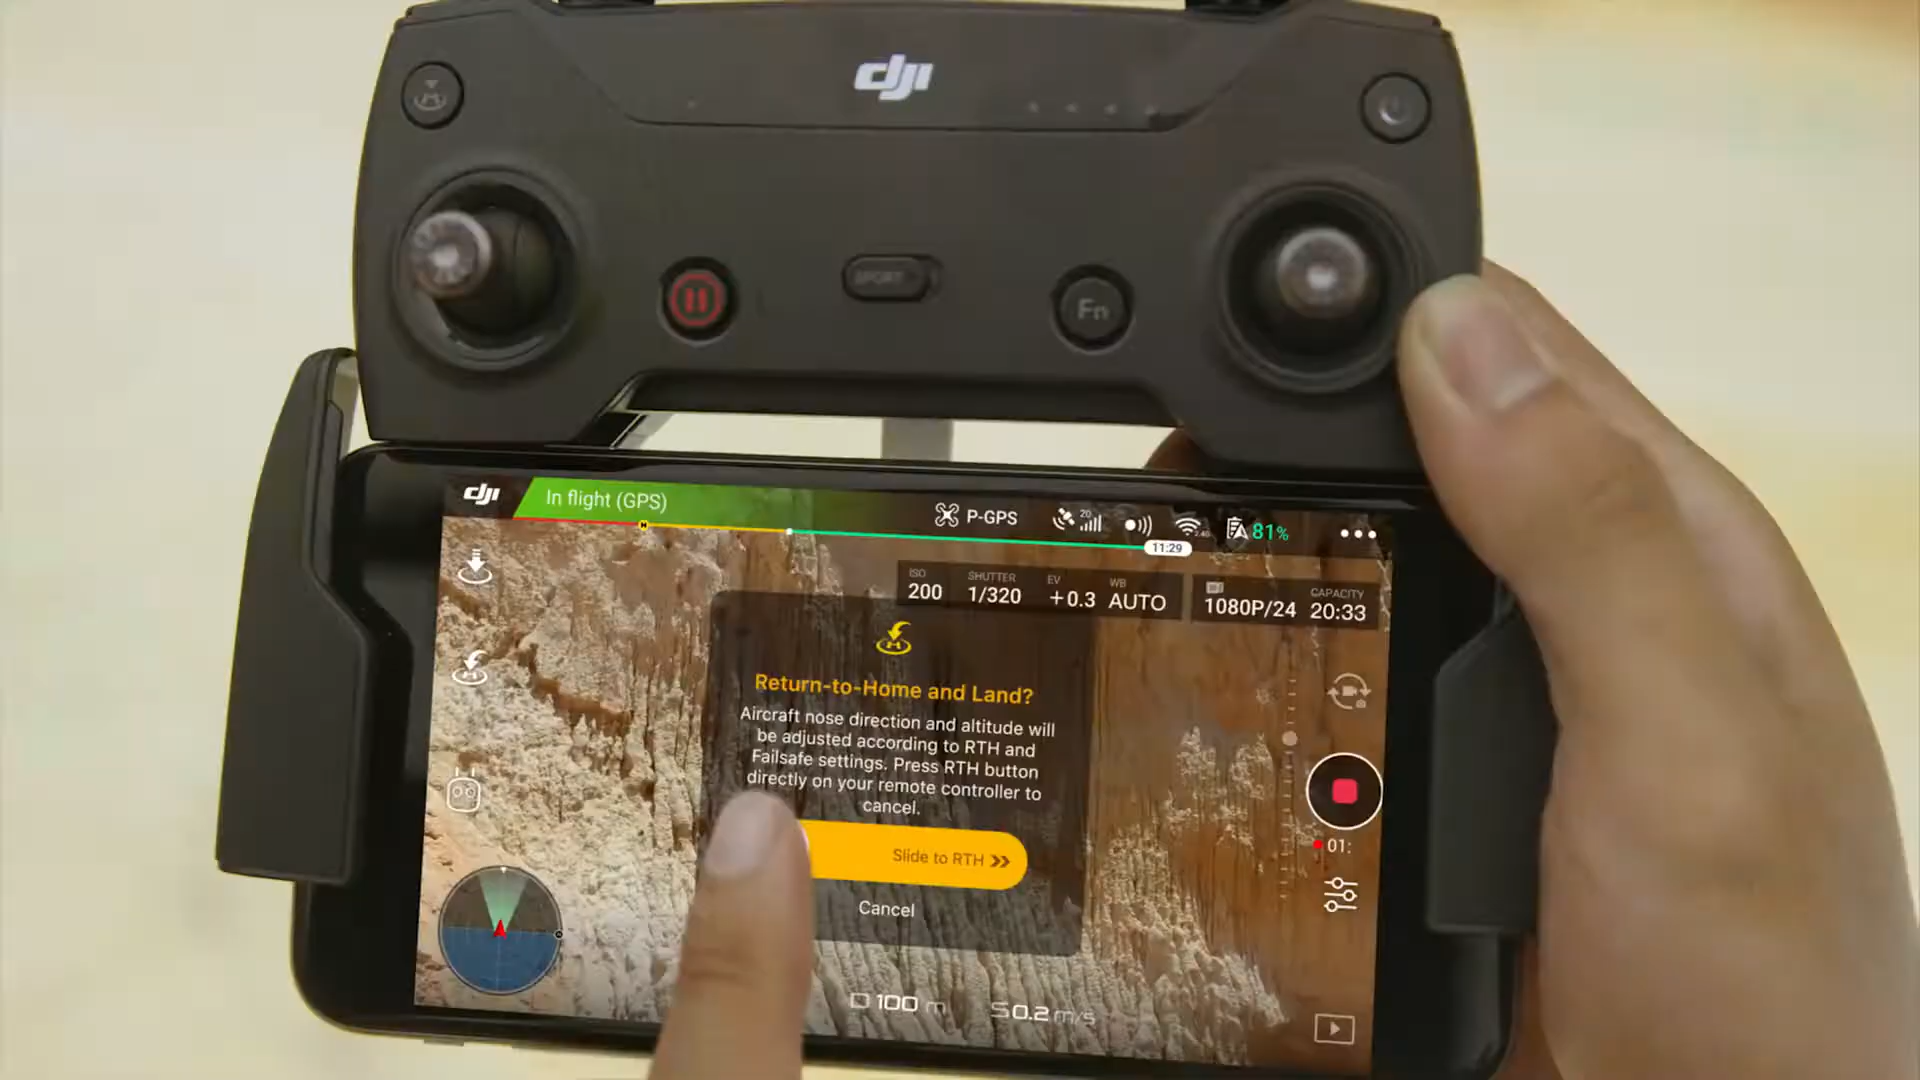 dji
SPORT
Fn
dji
In flight (GPS)
P-GPS
20
81%
11:29
ISO
200
SHUTTER
1/320
EV
+0.3
WB
AUTO
1080P/24
CAPACITY
20:33
H
Return-to-Home and Land?
Aircraft nose direction and altitude will
be adjusted according to RTH and
Failsafe settings. Press RTH button
directly on your remote controller to
cancel.
Slide to RTH
Cancel
01:
D 100 m
S 0.2 m/s